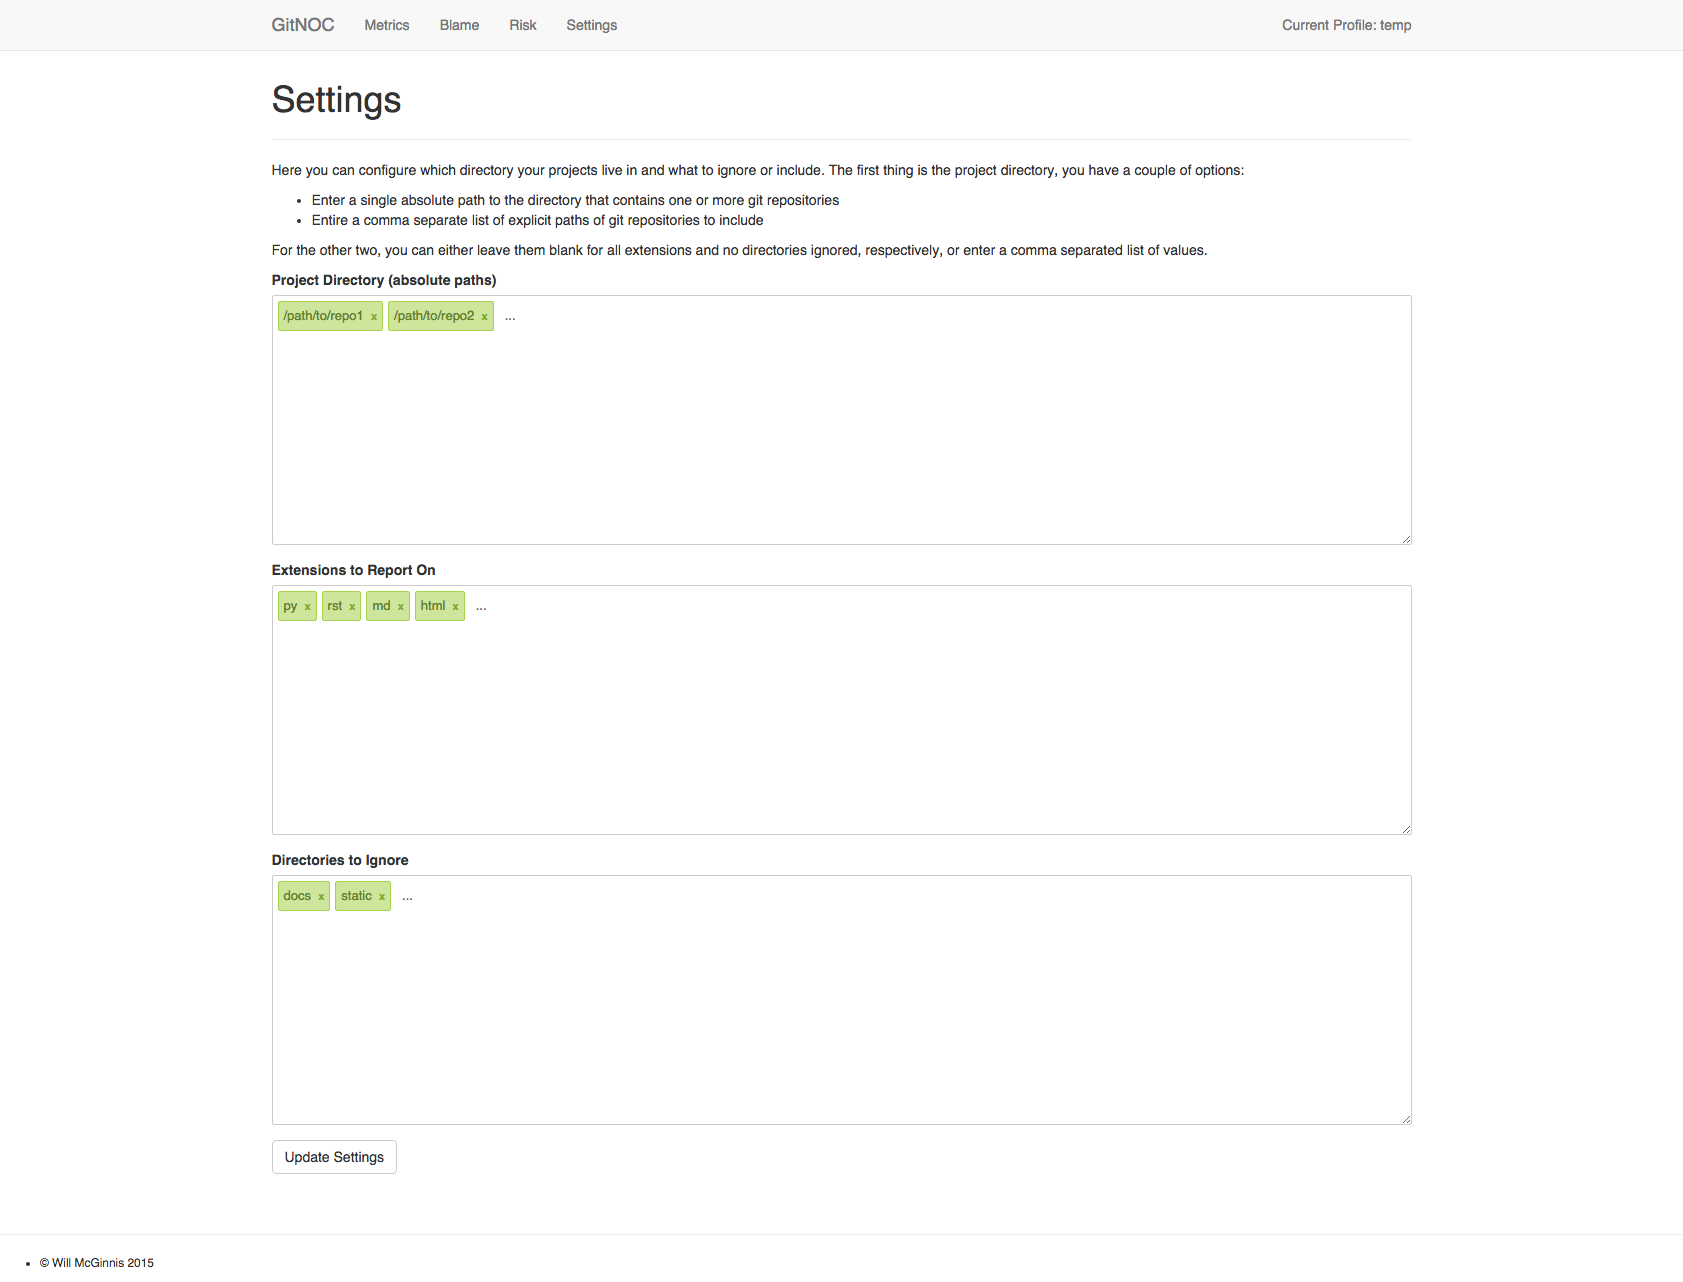 GitNOC Metrics Blame Risk Settings Current Profile: temp
Settings
Here you can configure which directory your projects live in and what to ignore or include. The first thing is the project directory, you have a couple of options:
• Enter a single absolute path to the directory that contains one or more git repositories
• Entire a comma separate list of explicit paths of git repositories to include
For the other two, you can either leave them blank for all extensions and no directories ignored, respectively, or enter a comma separated list of values.
Project Directory (absolute paths)
/path/to/repo1 x /path/to/repo2 x ...
Extensions to Report On
py x rst x md x html x ...
Directories to Ignore
docs x static x ...
Update Settings
• © Will McGinnis 2015